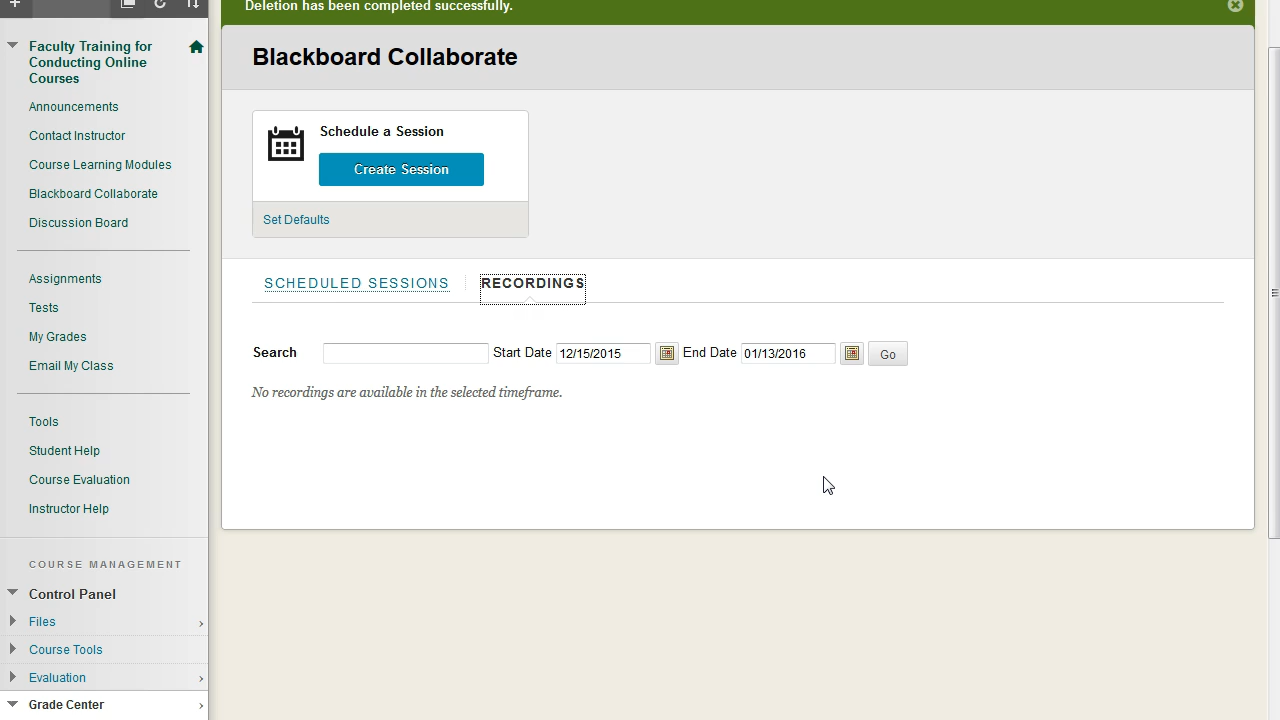 Deletion has been completed successfully.
Faculty Training for
Conducting Online
Courses
Announcements
Contact Instructor
Course Learning Modules
Blackboard Collaborate
Discussion Board
Assignments
Tests
My Grades
Email My Class
Tools
Student Help
Course Evaluation
Instructor Help
COURSE MANAGEMENT
Control Panel
Files
Course Tools
Evaluation
Grade Center
Blackboard Collaborate
Schedule a Session
Create Session
Set Defaults
SCHEDULED SESSIONS
RECORDINGS
Search Start Date 12/15/2015 End Date 01/13/2016 Go
No recordings are available in the selected timeframe.